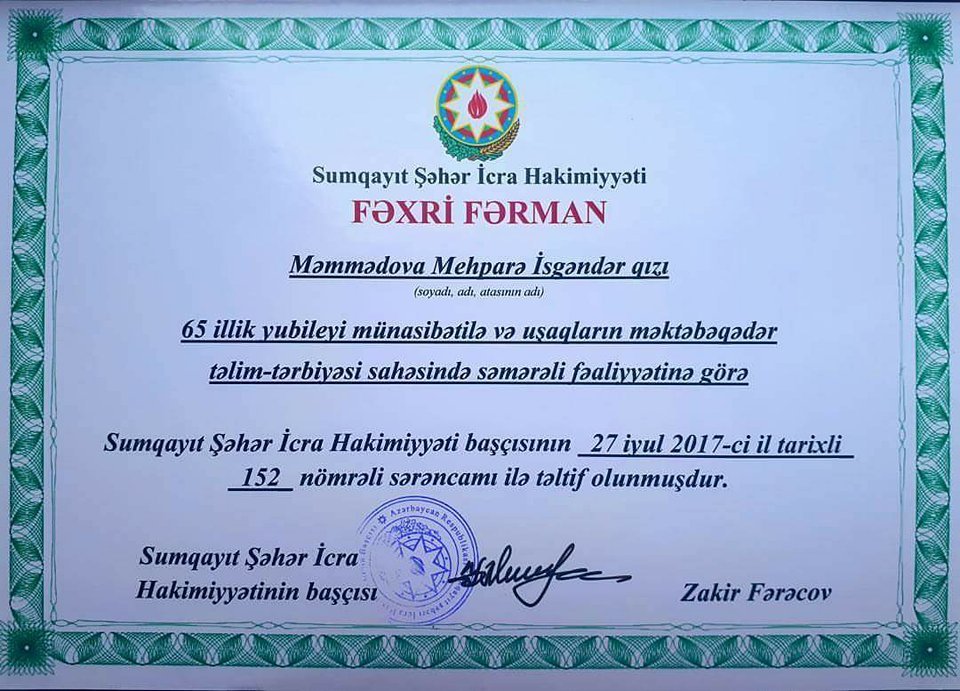 Sumqayıt Şəhər İcra Hakimiyyəti
FƏXRİ FƏRMAN
Məmmədova Mehparə İsgəndər qızı
(soyadı, adı, atasının adı)
65 illik yubileyi münasibətilə və uşaqların məktəbəqədər
təlim-tərbiyəsi sahəsində səmərəli fəaliyyətinə görə
Sumqayıt Şəhər İcra Hakimiyyəti başçısının 27 iyul 2017-ci il tarixli
152 nömrəli sərəncamı ilə təltif olunmuşdur.
Azərbaycan Respublikası
Sumqayıt Şəhər İcra
Hakimiyyətinin başçısı
Zakir Fərəcov